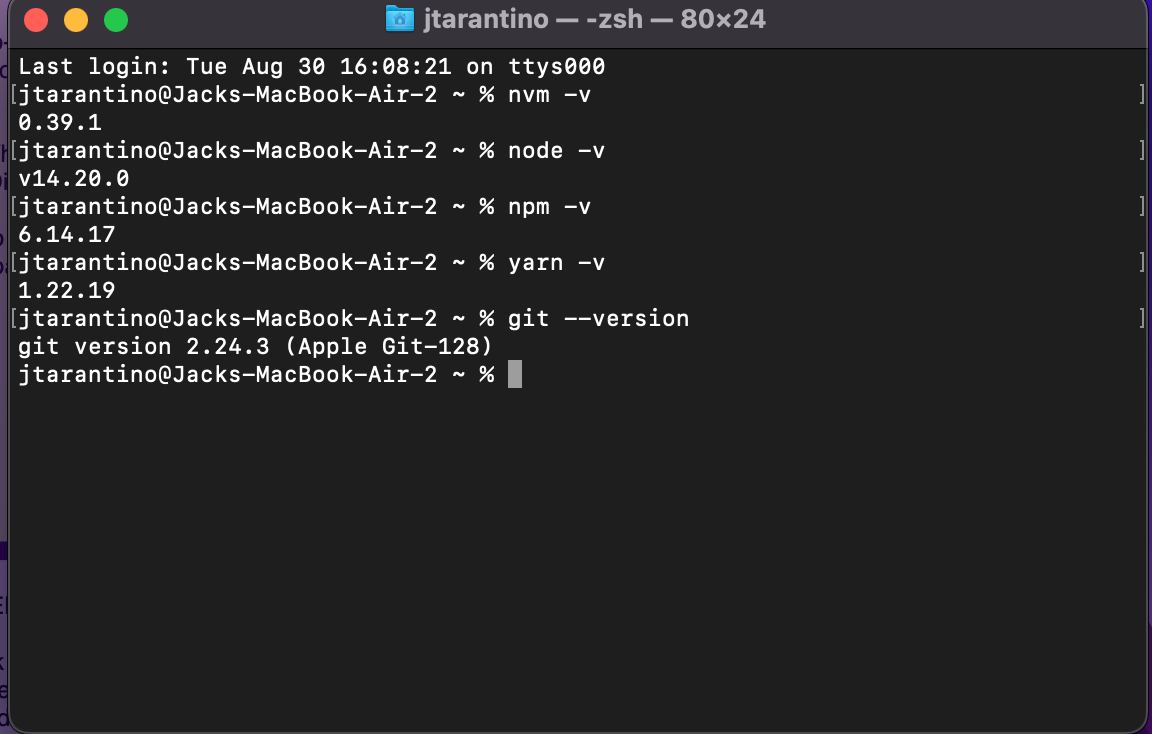 jtarantino — -zsh — 80×24
Last login: Tue Aug 30 16:08:21 on ttys000
[jtarantino@Jacks-MacBook-Air-2 ~ % nvm -v ]
0.39.1
[jtarantino@Jacks-MacBook-Air-2 ~ % node -v ]
v14.20.0
[jtarantino@Jacks-MacBook-Air-2 ~ % npm -v ]
6.14.17
[jtarantino@Jacks-MacBook-Air-2 ~ % yarn -v ]
1.22.19
[jtarantino@Jacks-MacBook-Air-2 ~ % git --version ]
git version 2.24.3 (Apple Git-128)
jtarantino@Jacks-MacBook-Air-2 ~ %